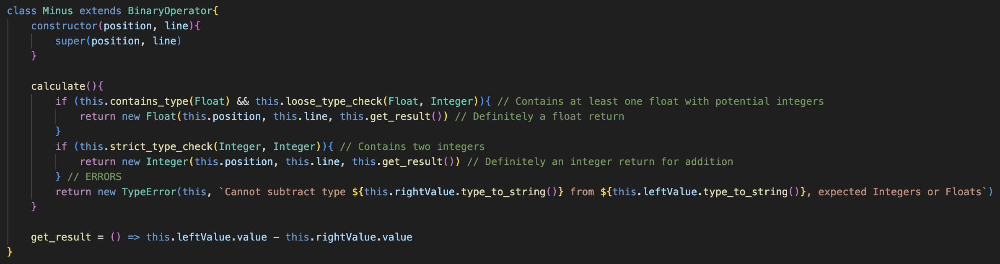 class Minus extends BinaryOperator{
    constructor(position, line){
        super(position, line)
    }

    calculate(){
        if (this.contains_type(Float) && this.loose_type_check(Float, Integer)){ // Contains at least one float with potential integers
            return new Float(this.position, this.line, this.get_result()) // Definitely a float return
        }
        if (this.strict_type_check(Integer, Integer)){ // Contains two integers
            return new Integer(this.position, this.line, this.get_result()) // Definitely an integer return for addition
        } // ERRORS
        return new TypeError(this, `Cannot subtract type ${this.rightValue.type_to_string()} from ${this.leftValue.type_to_string()}, expected Integers or Floats`)
    }

    get_result = () => this.leftValue.value - this.rightValue.value
}